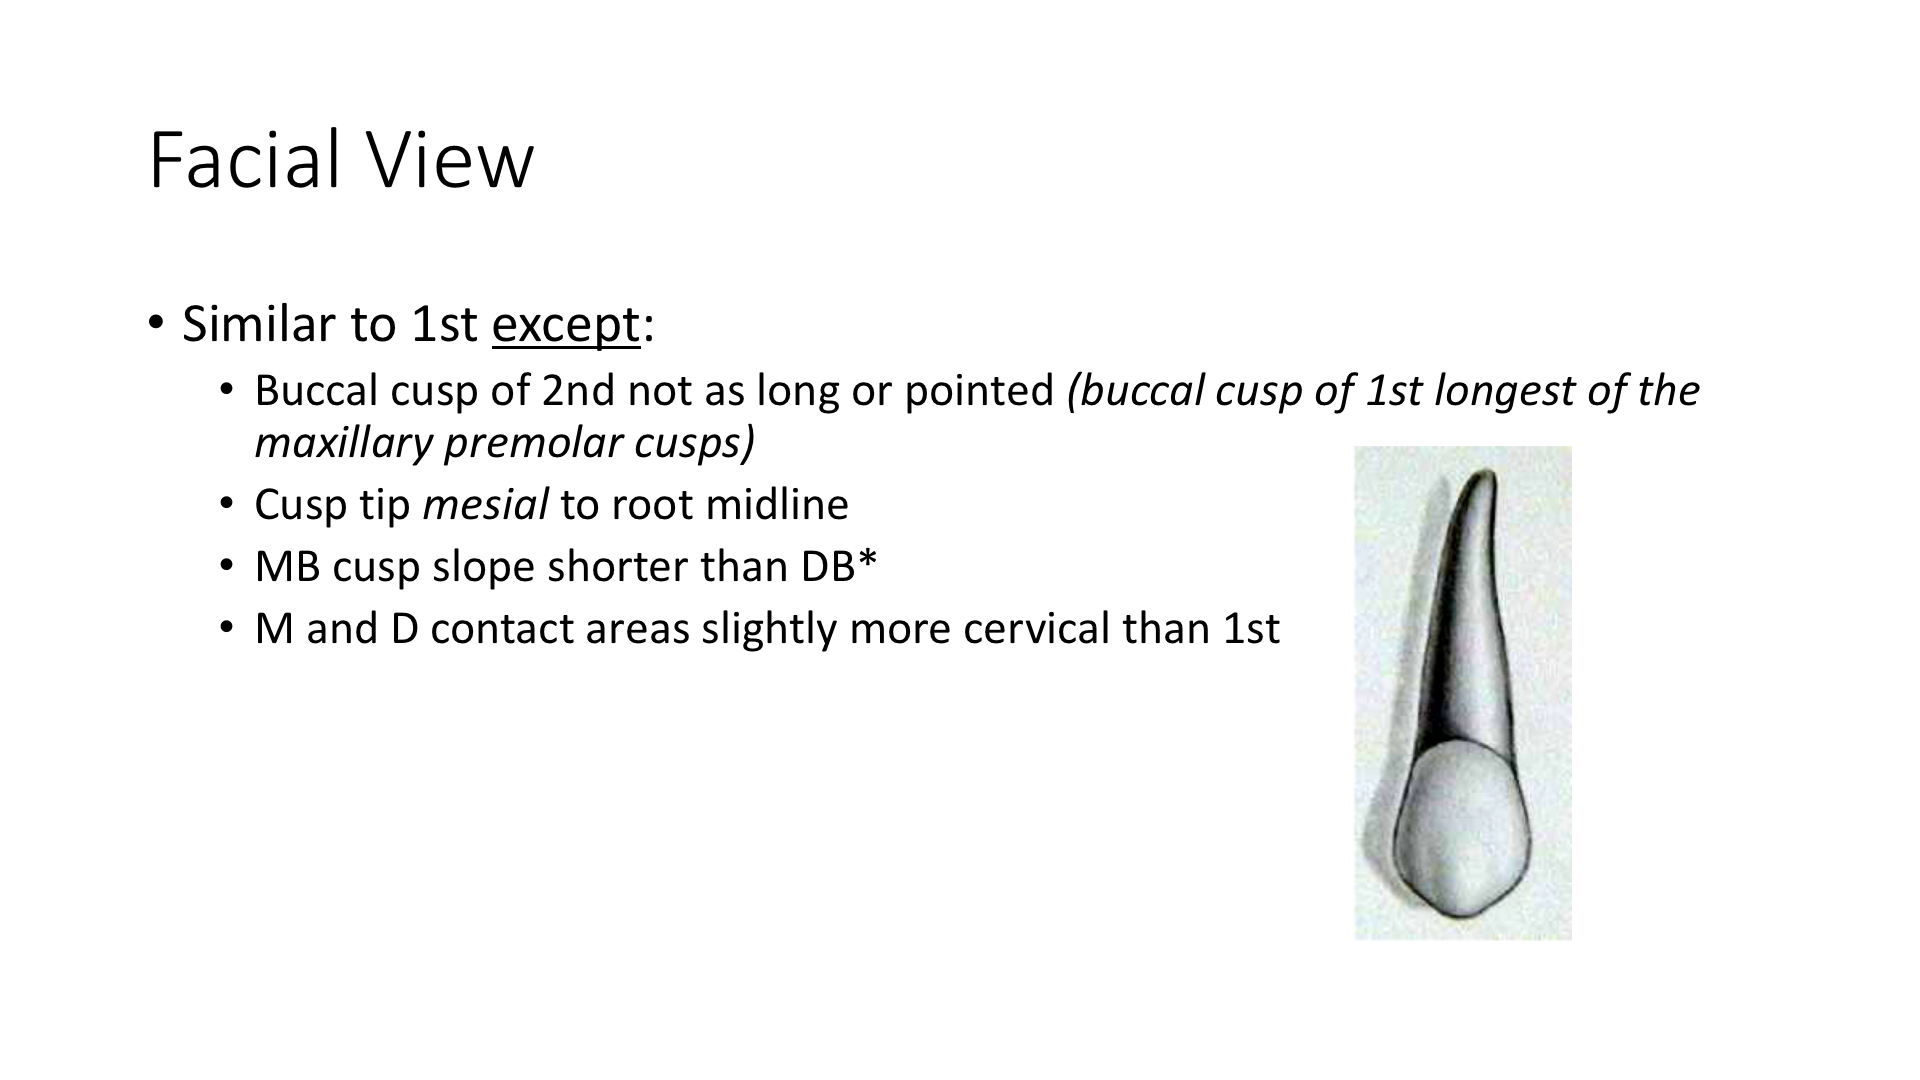 Facial View
• Similar to 1st except:
• Buccal cusp of 2nd not as long or pointed (buccal cusp of 1st longest of the
maxillary premolar cusps)
• Cusp tip mesial to root midline
• MB cusp slope shorter than DB*
• M and D contact areas slightly more cervical than 1st